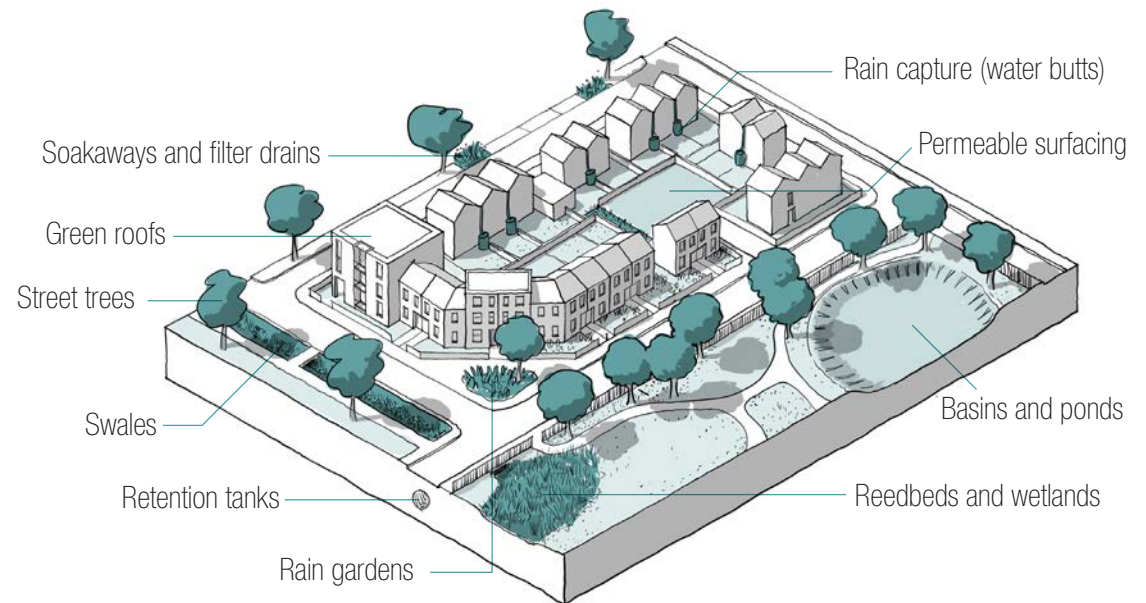 Rain capture (water butts)
Soakaways and filter drains
Permeable surfacing
Green roofs
Street trees
Swales
Basins and ponds
Retention tanks
Reedbeds and wetlands
Rain gardens